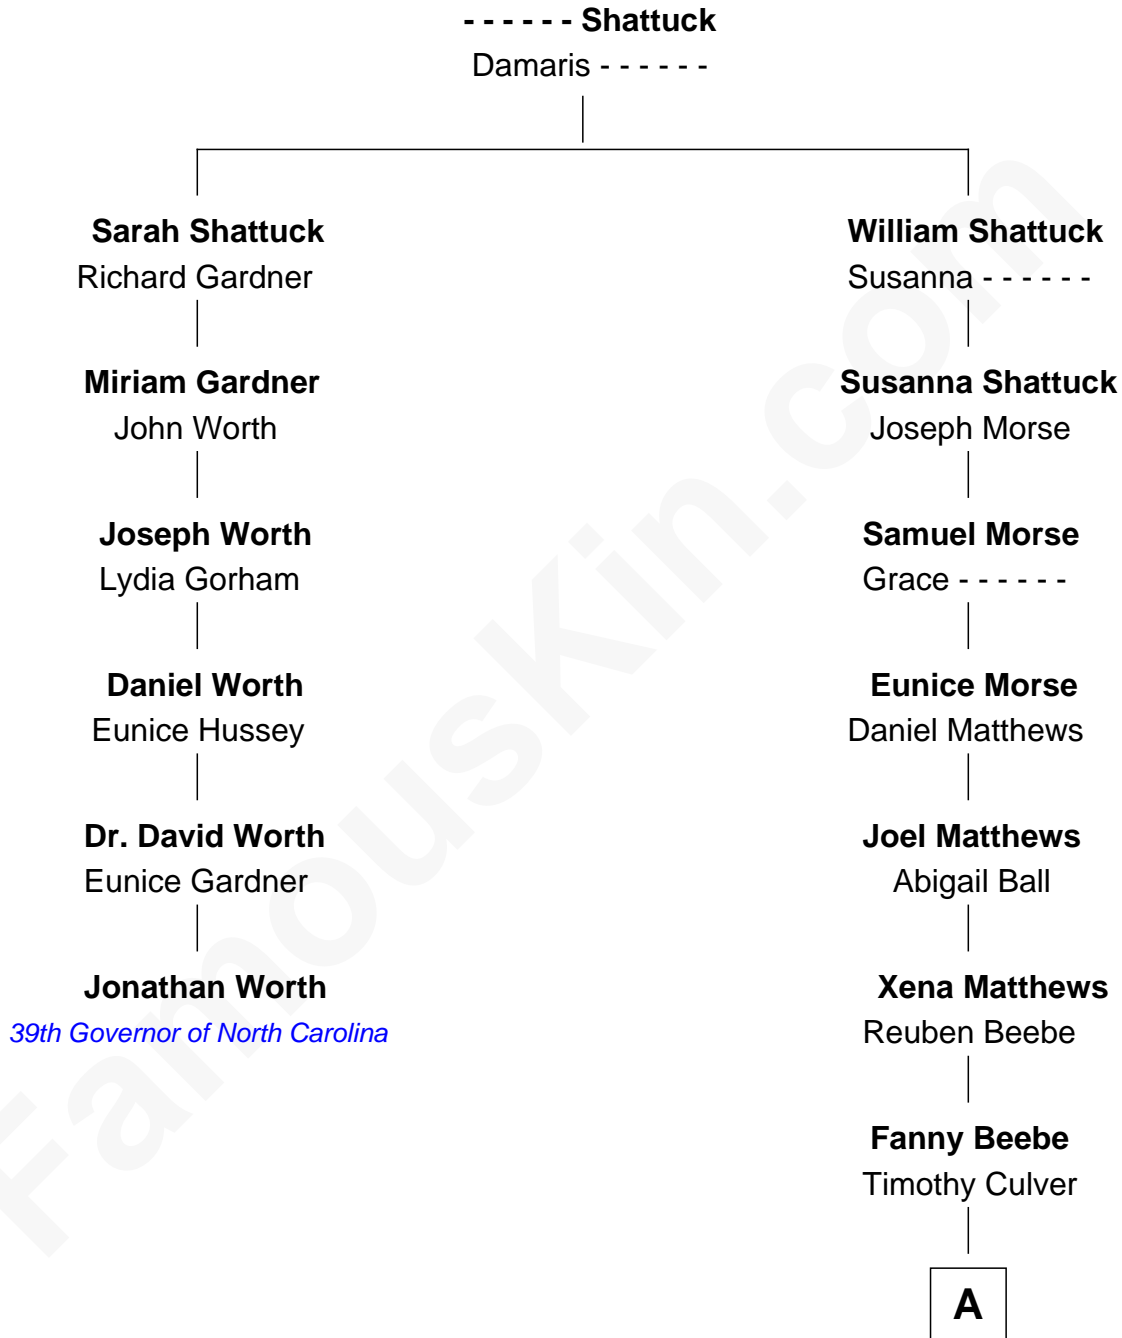 - - - - - - Shattuck
Damaris - - - - - -
Sarah Shattuck
Richard Gardner
William Shattuck
Susanna - - - - - -
Miriam Gardner
John Worth
Susanna Shattuck
Joseph Morse
Joseph Worth
Lydia Gorham
Samuel Morse
Grace - - - - - -
Daniel Worth
Eunice Hussey
Eunice Morse
Daniel Matthews
Dr. David Worth
Eunice Gardner
Joel Matthews
Abigail Ball
Jonathan Worth
39th Governor of North Carolina
Xena Matthews
Reuben Beebe
Fanny Beebe
Timothy Culver
A
FamousKin.com